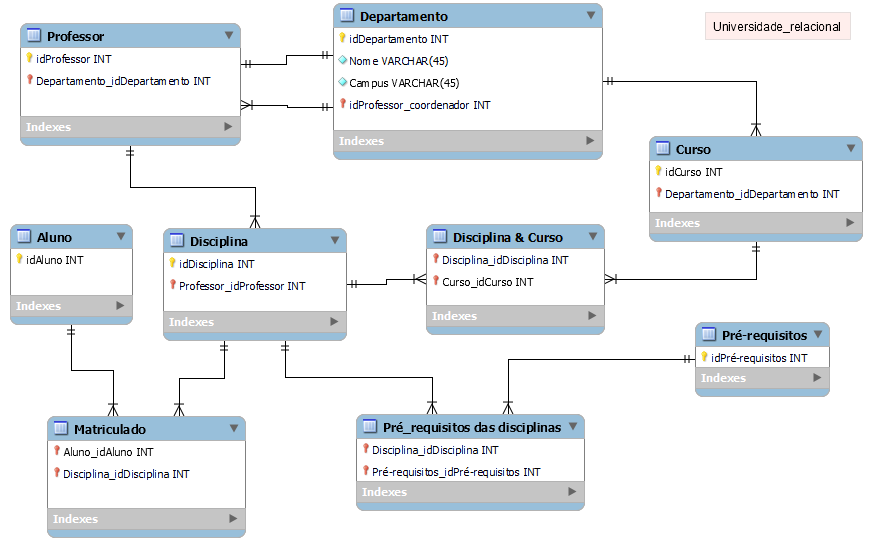 Universidade_relacional
Professor
idProfessor INT
Departamento_idDepartamento INT
Indexes
Departamento
idDepartamento INT
Nome VARCHAR(45)
Campus VARCHAR(45)
idProfessor_coordenador INT
Indexes
Curso
idCurso INT
Departamento_idDepartamento INT
Indexes
Aluno
idAluno INT
Indexes
Disciplina
idDisciplina INT
Professor_idProfessor INT
Indexes
Disciplina & Curso
Disciplina_idDisciplina INT
Curso_idCurso INT
Indexes
Pré-requisitos
idPré-requisitos INT
Indexes
Matriculado
Aluno_idAluno INT
Disciplina_idDisciplina INT
Indexes
Pré_requisitos das disciplinas
Disciplina_idDisciplina INT
Pré-requisitos_idPré-requisitos INT
Indexes